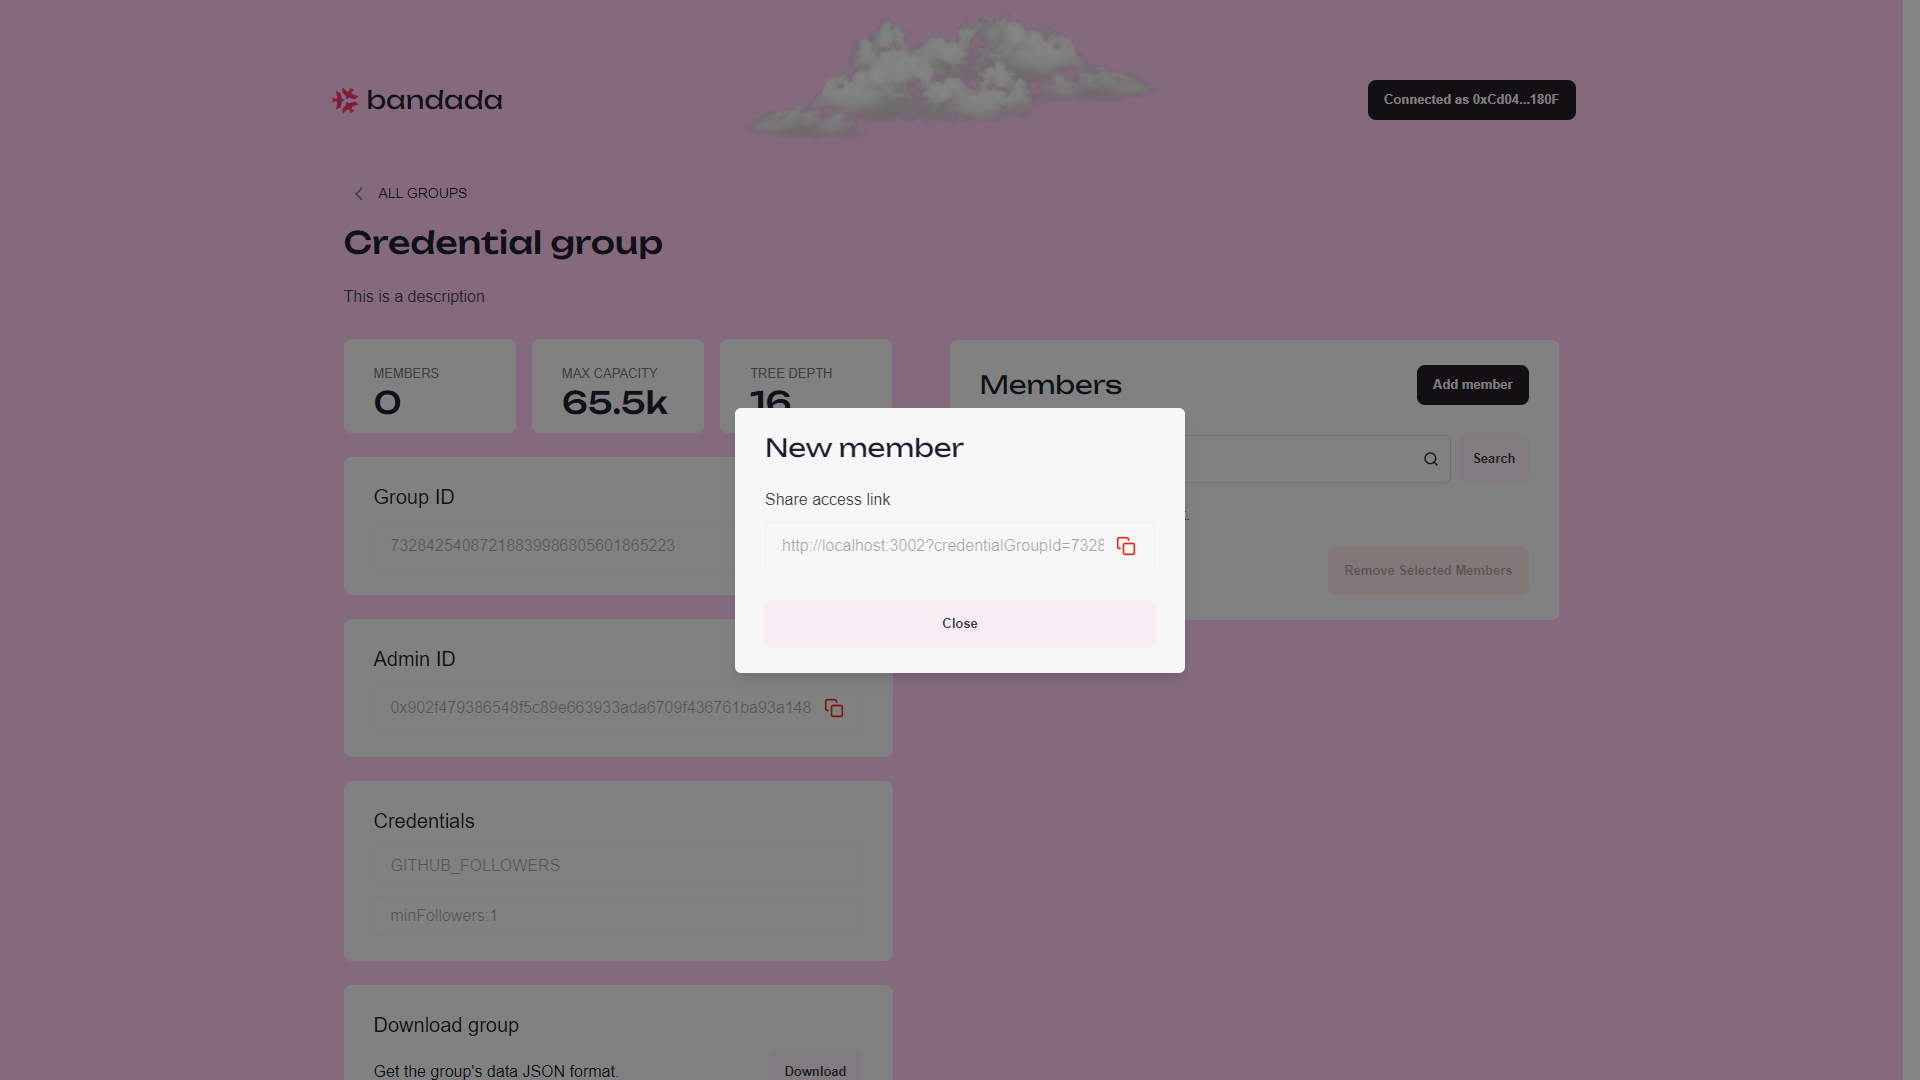 bandada
Connected as 0xCd04...180F
ALL GROUPS
Credential group
This is a description
MEMBERS
0
MAX CAPACITY
65.5k
TREE DEPTH
16
Members
Add member
Search
Remove Selected Members
New member
Share access link
http://localhost:3002?credentialGroupId=7328
Close
Group ID
73284254087218839986805601865223
Admin ID
0x902f479386548f5c89e663933ada6709f436761ba93a148
Credentials
GITHUB_FOLLOWERS
minFollowers:1
Download group
Get the group's data JSON format.
Download